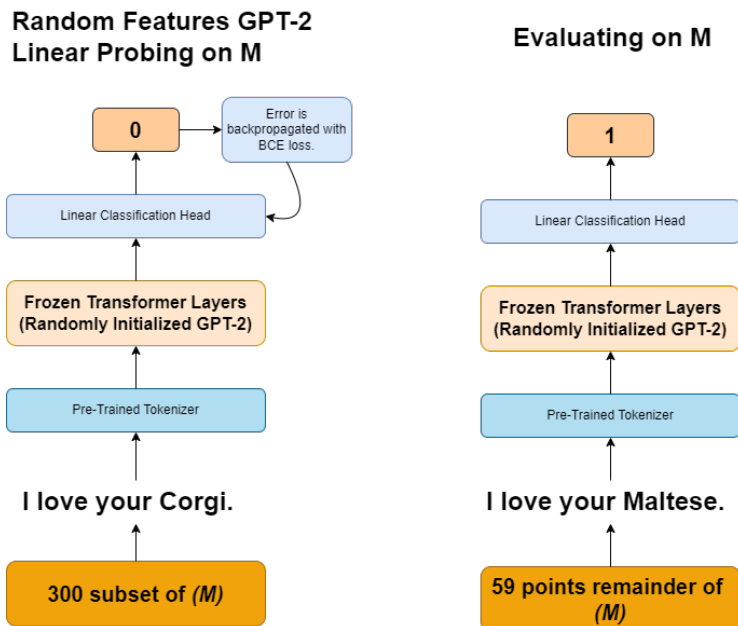 Random Features GPT-2
Linear Probing on M
0
Error is
backpropagated with
BCE loss.
Linear Classification Head
Frozen Transformer Layers
(Randomly Initialized GPT-2)
Pre-Trained Tokenizer
I love your Corgi.
300 subset of (M)
Evaluating on M
1
Linear Classification Head
Frozen Transformer Layers
(Randomly Initialized GPT-2)
Pre-Trained Tokenizer
I love your Maltese.
59 points remainder of
(M)